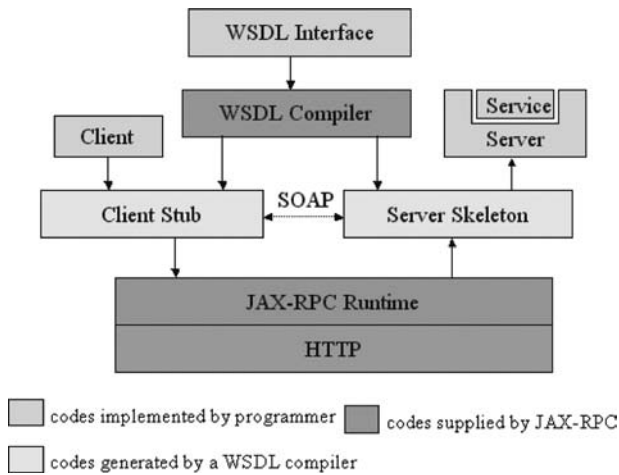 WSDL Interface
WSDL Compiler
Service
Server
Client
SOAP
Client Stub
Server Skeleton
JAX-RPC Runtime
HTTP
codes implemented by programmer
codes supplied by JAX-RPC
codes generated by a WSDL compiler